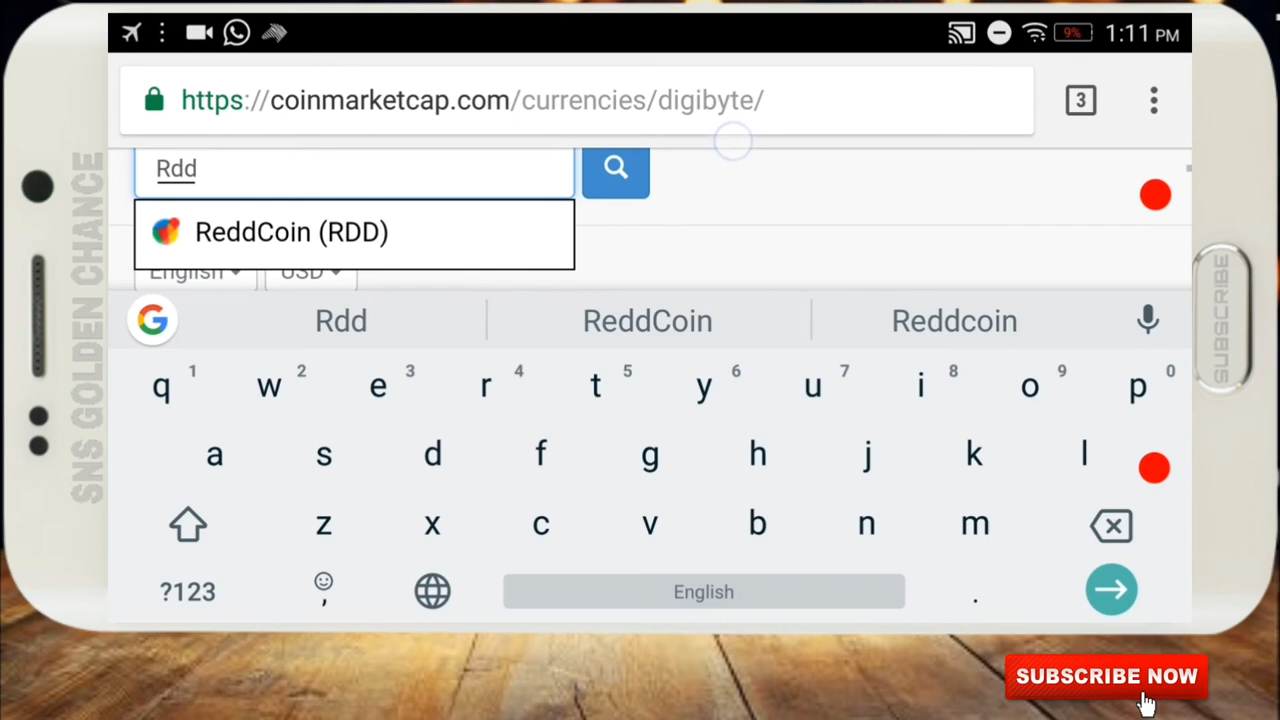 9% 1:11 PM
https://coinmarketcap.com/currencies/digibyte/
3
Rdd
ReddCoin (RDD)
English USD
G Rdd ReddCoin Reddcoin
q 1 w 2 e 3 r 4 t 5 y 6 u 7 i 8 o 9 p 0
a s d f g h j k l
z x c v b n m
?123 , English .
SNS GOLDEN CHANCE
SUBSCRIBE
SUBSCRIBE NOW